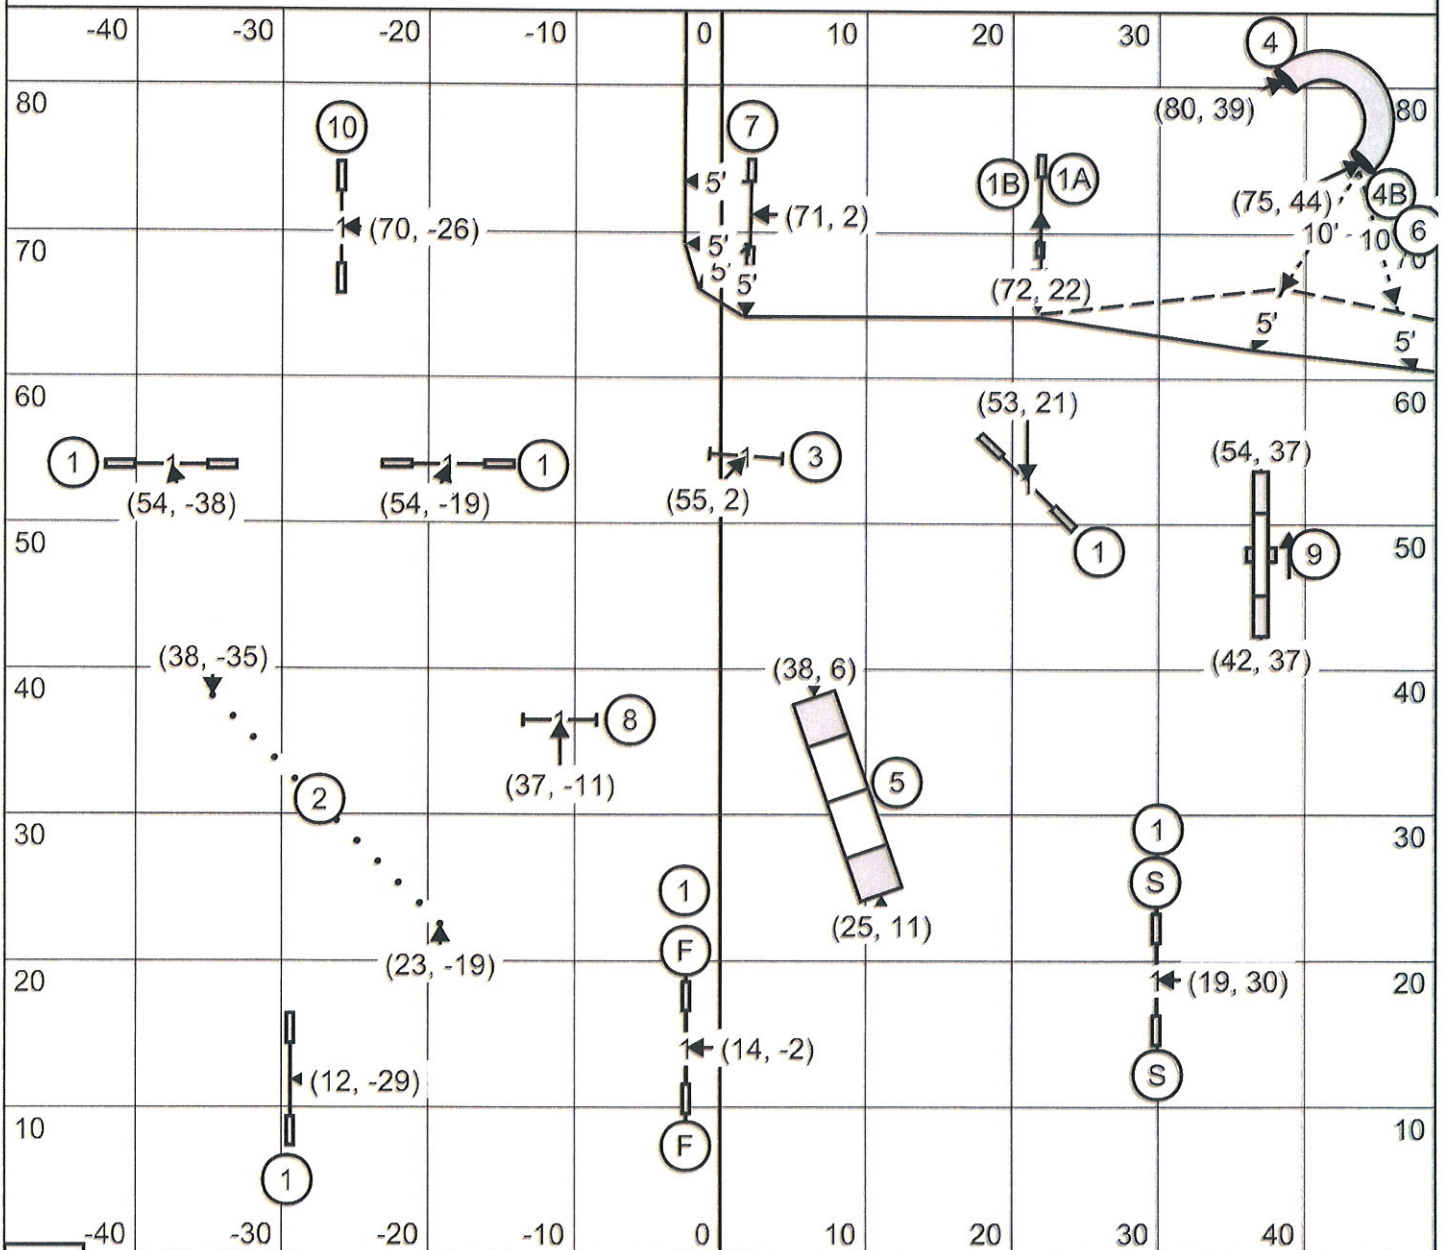 -40 -30 -20 -10 0 10 20 30
4
80 (80, 39) 80
10 7
5' 1B 1A
(75, 44) 4B
(70, -26) (71, 2) 6
70 5' 10' 10
5' 5' (72, 22)
5' 5'
60 (53, 21) 60
1 1 1 1 3 (54, 37)
(54, -38) (54, -19) (55, 2)
50 1 9 50
(38, -35) (38, 6) (42, 37)
40 40
1 8
(37, -11) 5
2
30 1 30
1 S
(25, 11)
F
(23, -19)
20 (19, 30) 20
1 (14, -2)
(12, -29) S
10 F 10
1
-40 -30 -20 -10 0 10 20 30 40